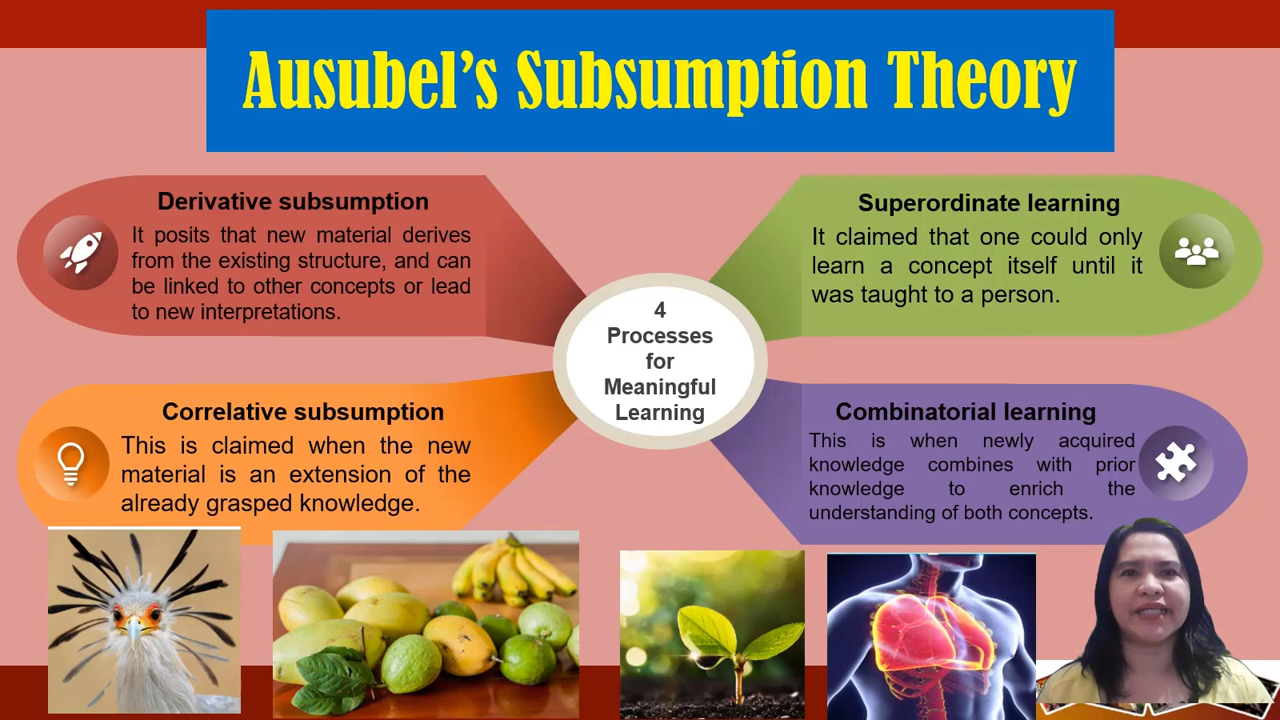 Ausubel's Subsumption Theory
Derivative subsumption
It posits that new material derives
from the existing structure, and can
be linked to other concepts or lead
to new interpretations.
Superordinate learning
It claimed that one could only
learn a concept itself until it
was taught to a person.
4
Processes
for
Meaningful
Learning
Correlative subsumption
This is claimed when the new
material is an extension of the
already grasped knowledge.
Combinatorial learning
This is when newly acquired
knowledge combines with prior
knowledge to enrich the
understanding of both concepts.